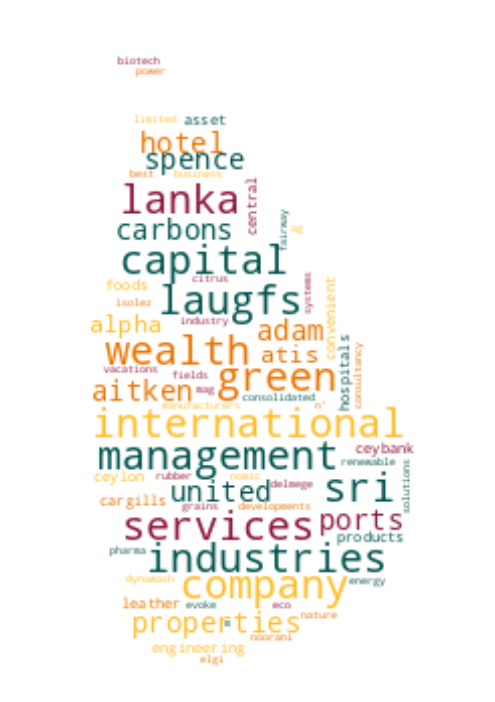 biotech
power
limited asset
hotel
spence
best business
lanka
central
carbons
fairway
ag
capital
citrus
systems
foods
laugfs
isolez
industry
convenient
alpha
adam
wealth
atis
hospitals
consultancy
vacations
fields
green
aitken
mag
consolidated
manufacturers
n'
international
management
ceybank
renewable
solutions
ceylon
rubber
nomic
united
delmege
sri
cargills
grains
developments
services
ports
products
pharma
industries
dynawash
company
energy
leather
evoke
eco
nature
properties
noorani
engineering
elgi